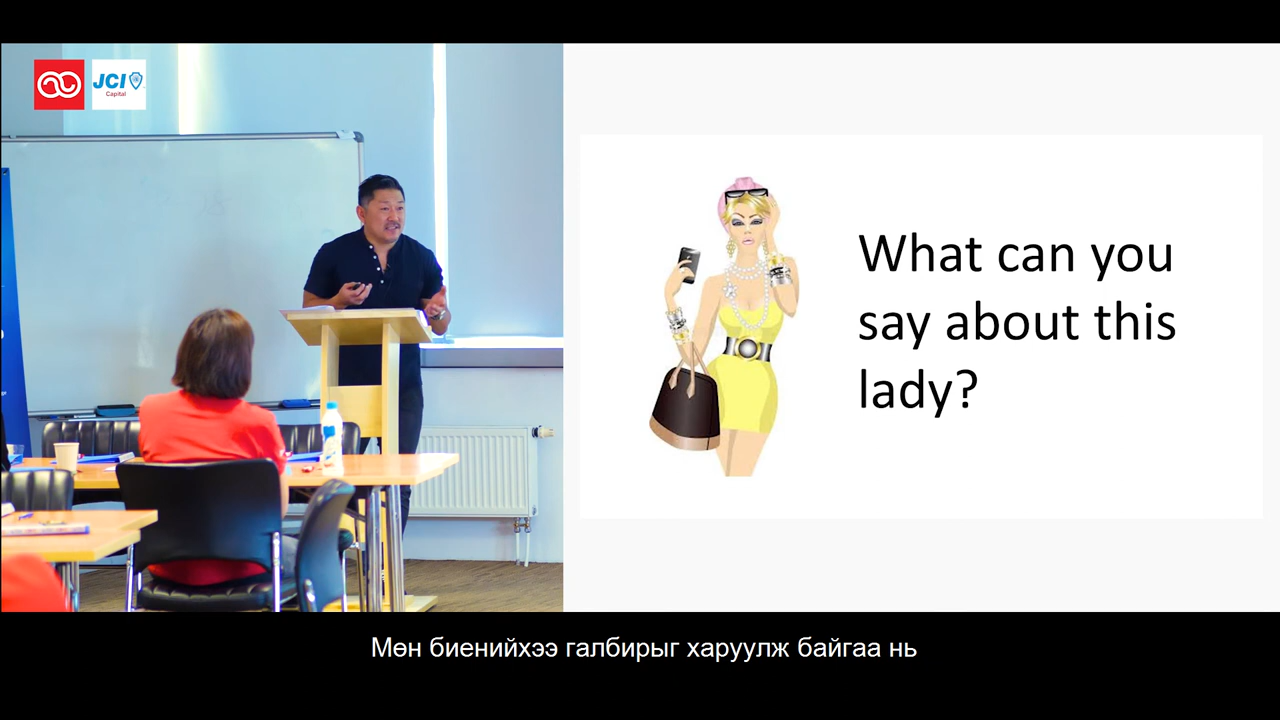 JCI
Capital
What can you
say about this
lady?
Мөн биенийхээ галбирыг харуулж байгаа нь